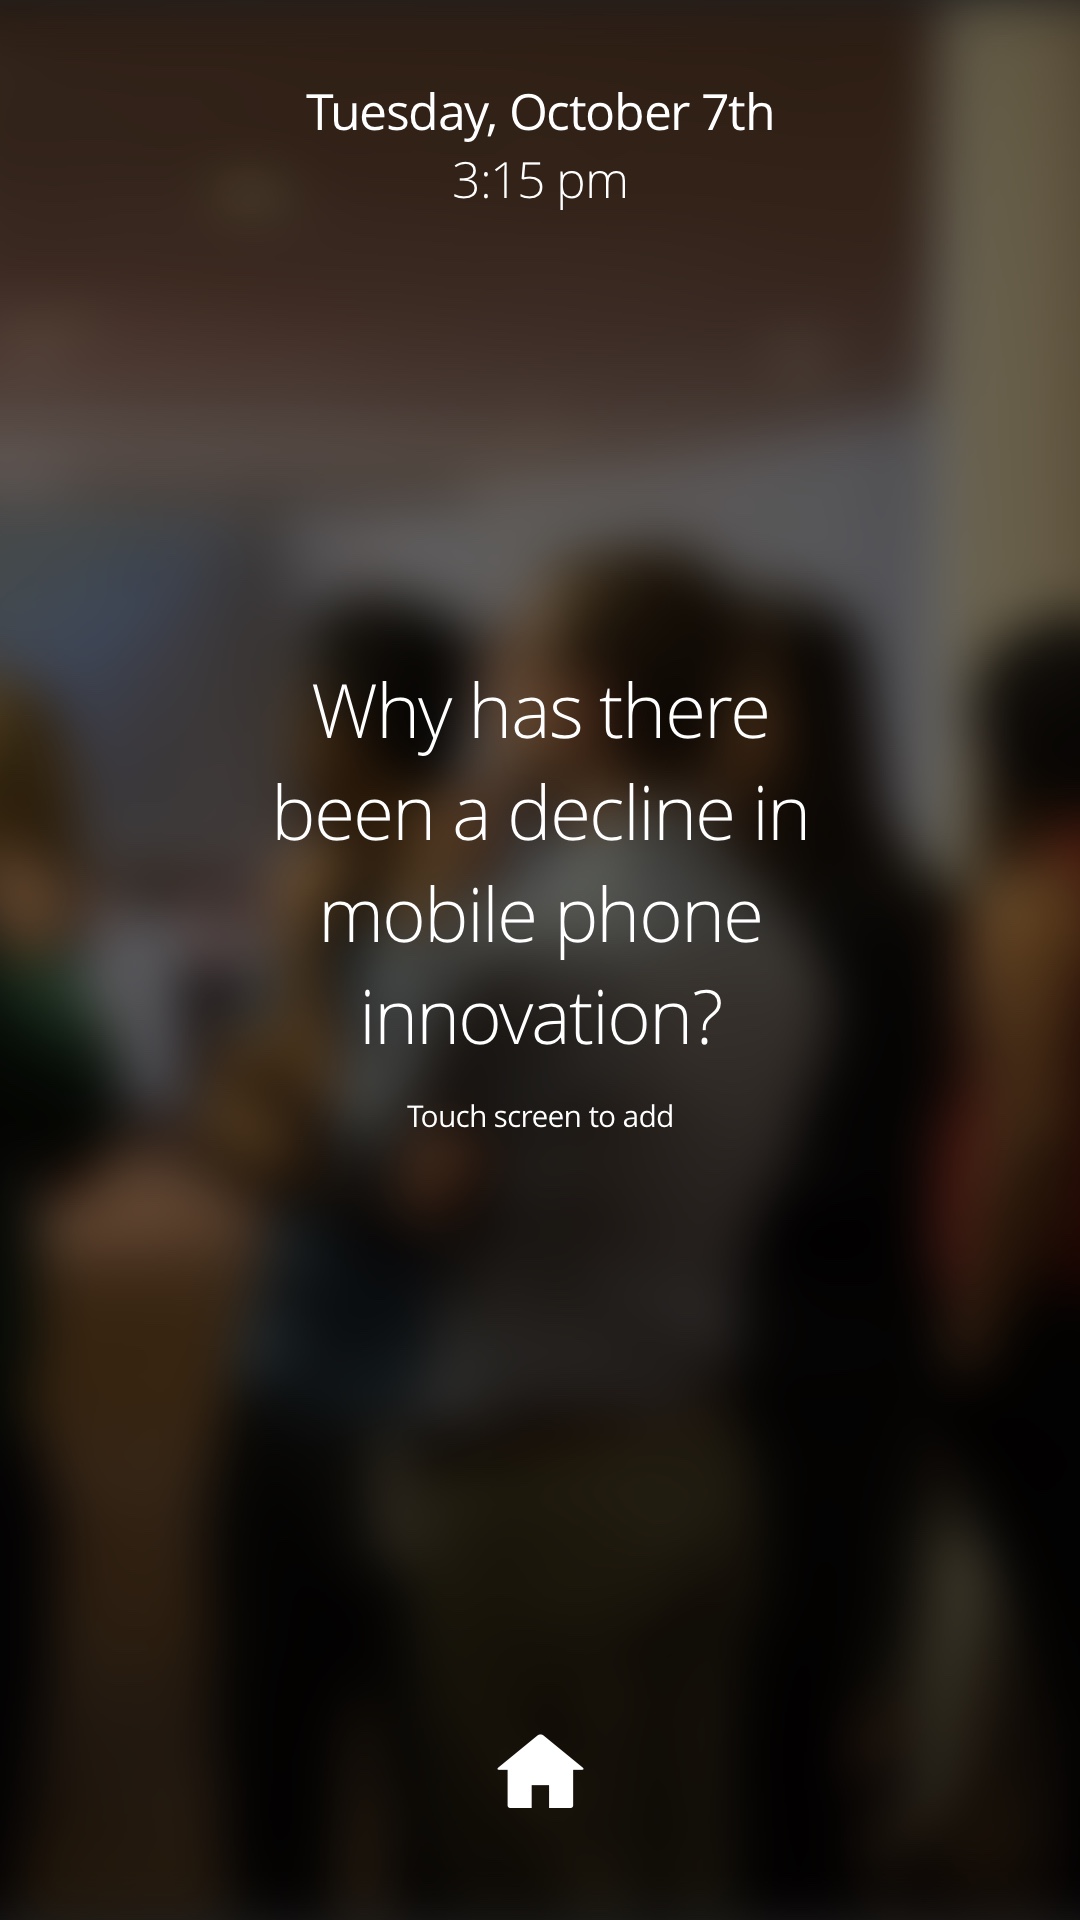 Tuesday, October 7th
3:15 pm
Why has there
been a decline in
mobile phone
innovation?
Touch screen to add